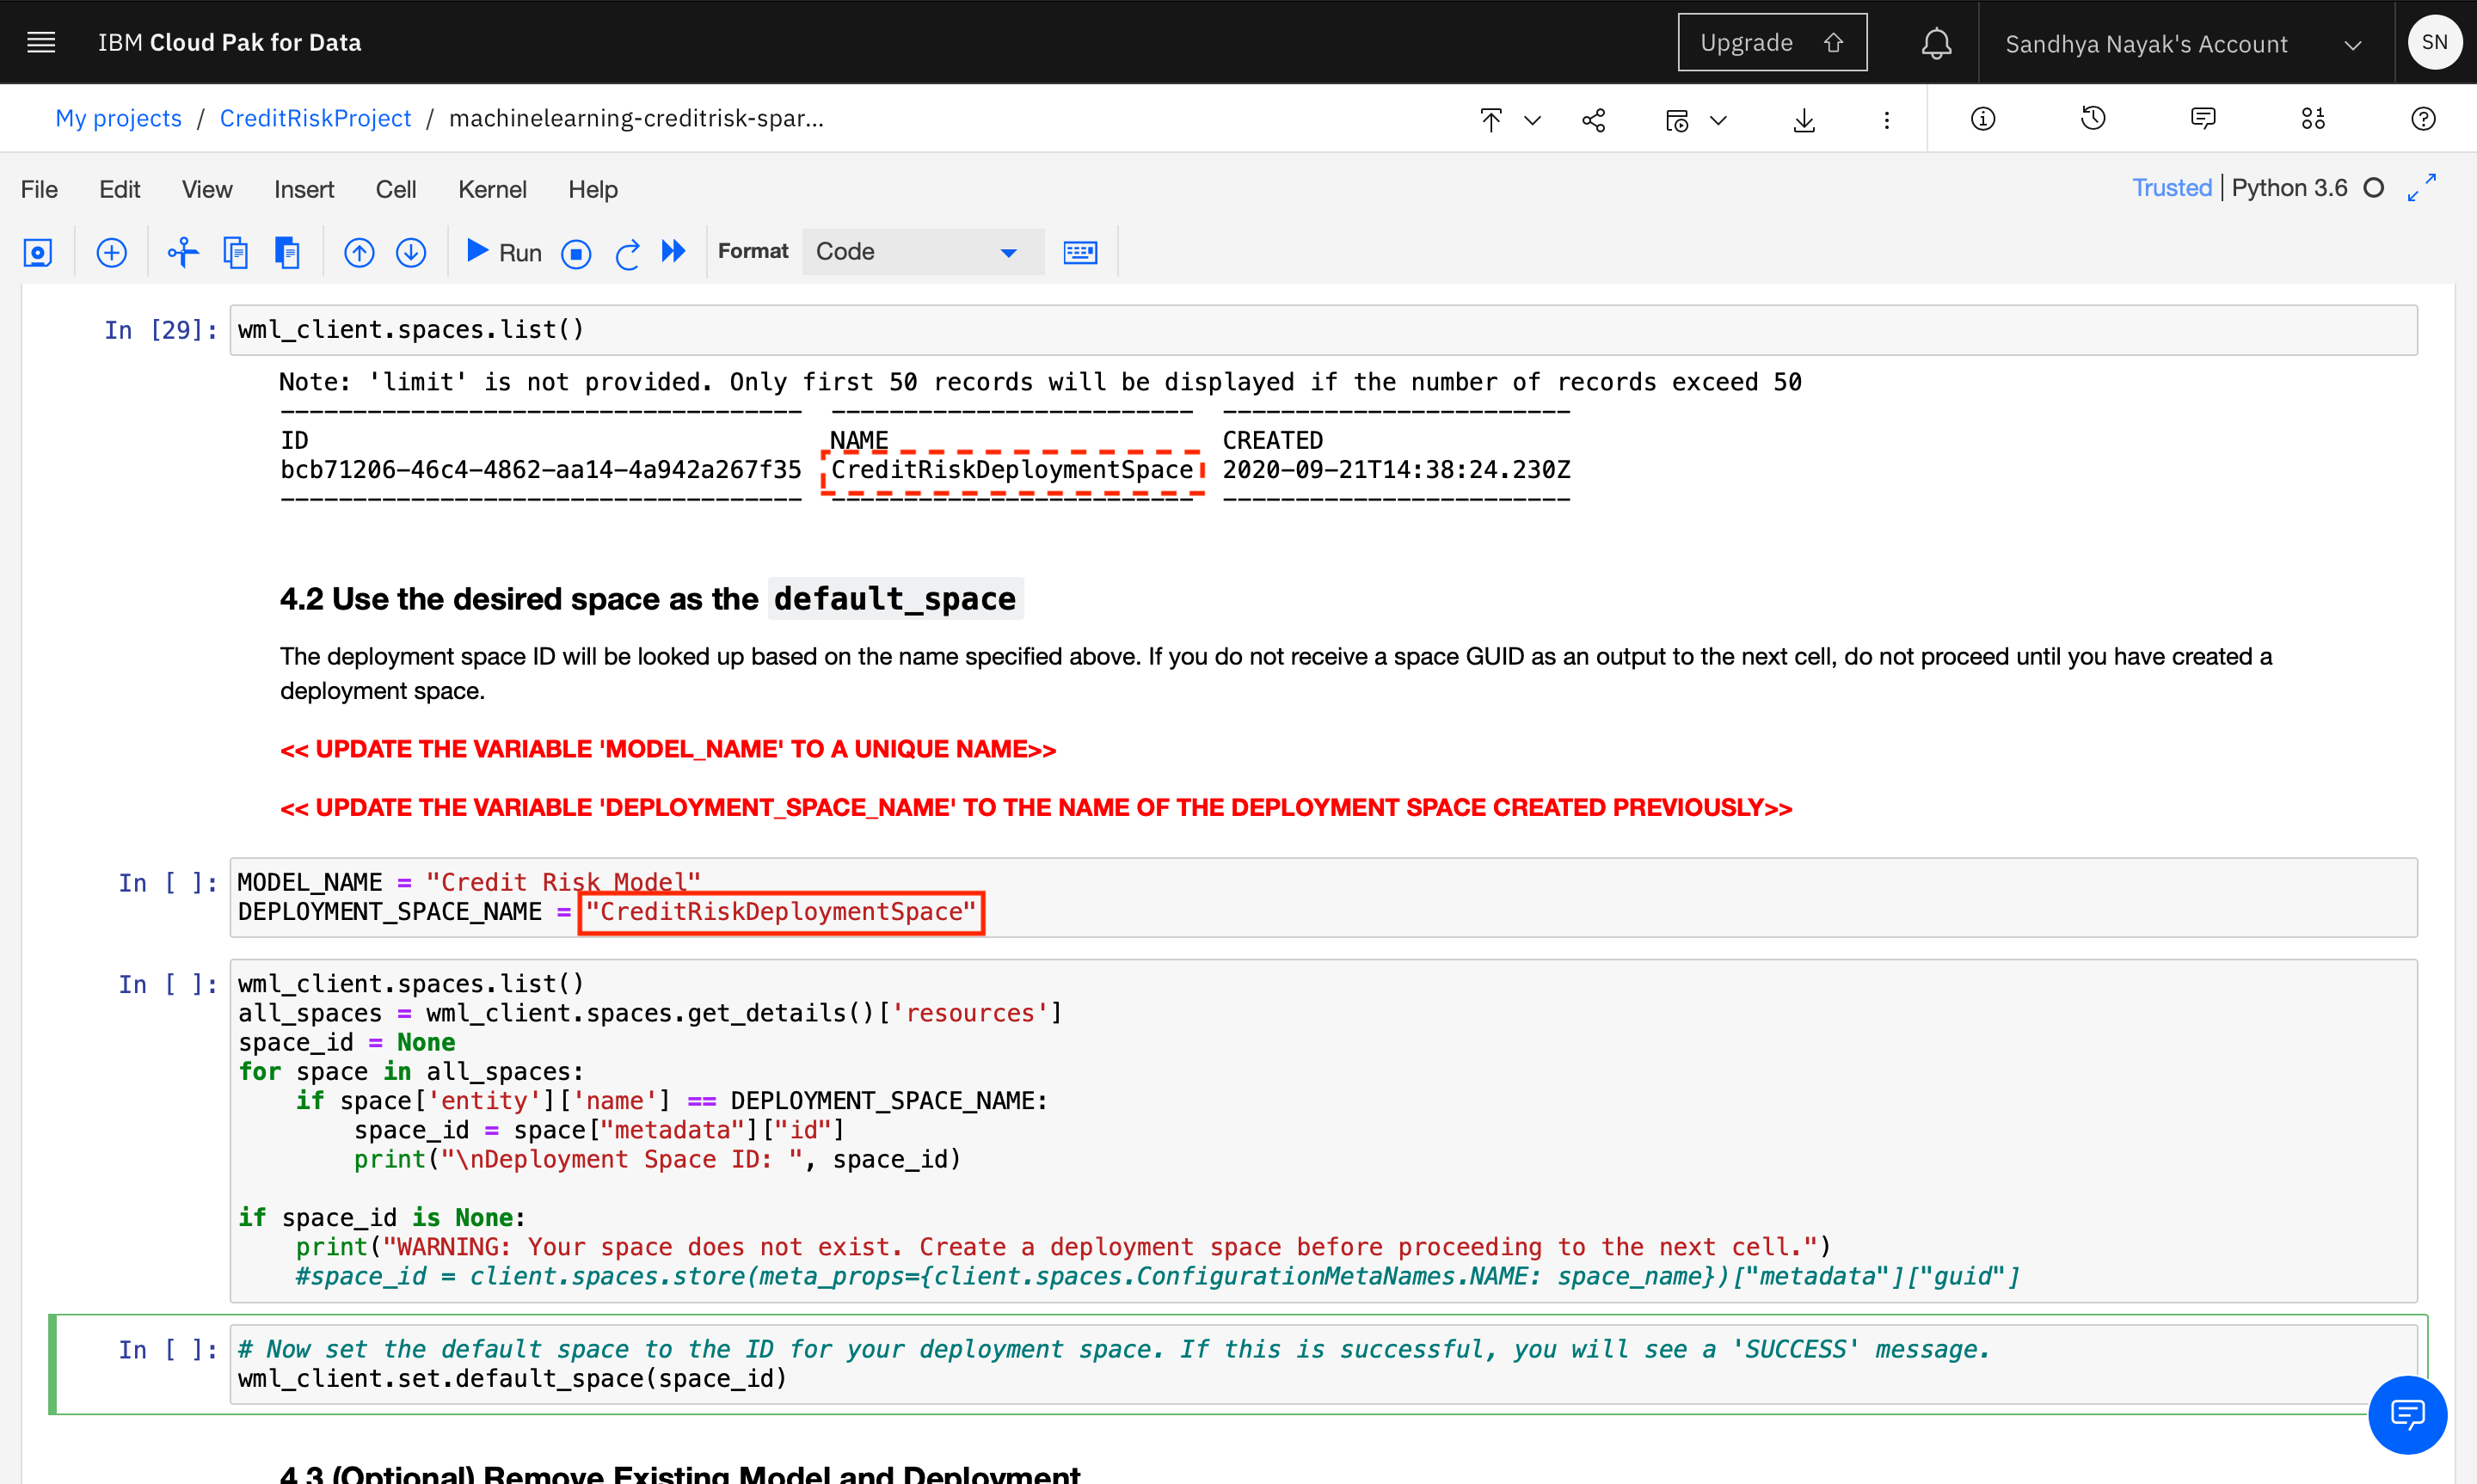 IBM Cloud Pak for Data
Upgrade
Sandhya Nayak's Account
SN
My projects / CreditRiskProject / machinelearning-creditrisk-spar...
File Edit View Insert Cell Kernel Help
Trusted | Python 3.6
Run
Format
Code
In [29]: wml_client.spaces.list()
Note: 'limit' is not provided. Only first 50 records will be displayed if the number of records exceed 50
------------------------------------  -------------------------  ------------------------
ID NAME CREATED
bcb71206-46c4-4862-aa14-4a942a267f35 CreditRiskDeploymentSpace 2020-09-21T14:38:24.230Z
------------------------------------  -------------------------  ------------------------
4.2 Use the desired space as the default_space
The deployment space ID will be looked up based on the name specified above. If you do not receive a space GUID as an output to the next cell, do not proceed until you have created a
deployment space.
<< UPDATE THE VARIABLE 'MODEL_NAME' TO A UNIQUE NAME>>
<< UPDATE THE VARIABLE 'DEPLOYMENT_SPACE_NAME' TO THE NAME OF THE DEPLOYMENT SPACE CREATED PREVIOUSLY>>
In [ ]: MODEL_NAME = "Credit Risk Model"
DEPLOYMENT_SPACE_NAME = "CreditRiskDeploymentSpace"
In [ ]: wml_client.spaces.list()
all_spaces = wml_client.spaces.get_details()['resources']
space_id = None
for space in all_spaces:
    if space['entity']['name'] == DEPLOYMENT_SPACE_NAME:
        space_id = space["metadata"]["id"]
        print("\nDeployment Space ID: ", space_id)
if space_id is None:
    print("WARNING: Your space does not exist. Create a deployment space before proceeding to the next cell.")
    #space_id = client.spaces.store(meta_props={client.spaces.ConfigurationMetaNames.NAME: space_name})["metadata"]["guid"]
In [ ]: # Now set the default space to the ID for your deployment space. If this is successful, you will see a 'SUCCESS' message.
wml_client.set.default_space(space_id)
4.3 (Optional) Remove Existing Model and Deployment